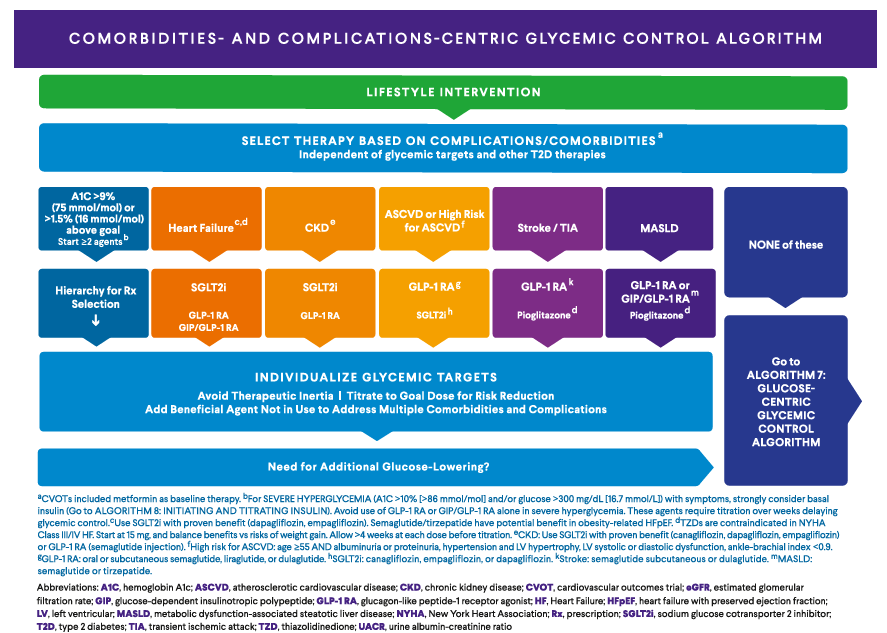 COMORBIDITIES- AND COMPLICATIONS-CENTRIC GLYCEMIC CONTROL ALGORITHM
LIFESTYLE INTERVENTION
SELECT THERAPY BASED ON COMPLICATIONS/COMORBIDITIES a
Independent of glycemic targets and other T2D therapies
A1C >9%
(75 mmol/mol) or
>1.5% (16 mmol/mol)
above goal
Start ≥2 agents b
Heart Failure c,d
CKD e
ASCVD or High Risk
for ASCVD f
Stroke / TIA
MASLD
NONE of these
Hierarchy for Rx
Selection
↓
SGLT2i
GLP-1 RA
GIP/GLP-1 RA
SGLT2i
GLP-1 RA
GLP-1 RA g
SGLT2i h
GLP-1 RA k
Pioglitazone d
GLP-1 RA or
GIP/GLP-1 RA m
Pioglitazone d
Go to
ALGORITHM 7:
GLUCOSE-
CENTRIC
GLYCEMIC
CONTROL
ALGORITHM
INDIVIDUALIZE GLYCEMIC TARGETS
Avoid Therapeutic Inertia | Titrate to Goal Dose for Risk Reduction
Add Beneficial Agent Not in Use to Address Multiple Comorbidities and Complications
Need for Additional Glucose-Lowering?
aCVOTs included metformin as baseline therapy. bFor SEVERE HYPERGLYCEMIA (A1C >10% [>86 mmol/mol] and/or glucose >300 mg/dL [16.7 mmol/L]) with symptoms, strongly consider basal
insulin (Go to ALGORITHM 8: INITIATING AND TITRATING INSULIN). Avoid use of GLP-1 RA or GIP/GLP-1 RA alone in severe hyperglycemia. These agents require titration over weeks delaying
glycemic control.cUse SGLT2i with proven benefit (dapagliflozin, empagliflozin). Semaglutide/tirzepatide have potential benefit in obesity-related HFpEF. dTZDs are contraindicated in NYHA
Class III/IV HF. Start at 15 mg, and balance benefits vs risks of weight gain. Allow >4 weeks at each dose before titration. eCKD: Use SGLT2i with proven benefit (canagliflozin, dapagliflozin, empagliflozin)
or GLP-1 RA (semaglutide injection). fHigh risk for ASCVD: age ≥55 AND albuminuria or proteinuria, hypertension and LV hypertrophy, LV systolic or diastolic dysfunction, ankle-brachial index <0.9.
gGLP-1 RA: oral or subcutaneous semaglutide, liraglutide, or dulaglutide. hSGLT2i: canagliflozin, empagliflozin, or dapagliflozin. kStroke: semaglutide subcutaneous or dulaglutide. mMASLD:
semaglutide or tirzepatide.
Abbreviations: A1C, hemoglobin A1c; ASCVD, atherosclerotic cardiovascular disease; CKD, chronic kidney disease; CVOT, cardiovascular outcomes trial; eGFR, estimated glomerular
filtration rate; GIP, glucose-dependent insulinotropic polypeptide; GLP-1 RA, glucagon-like peptide-1 receptor agonist; HF, Heart Failure; HFpEF, heart failure with preserved ejection fraction;
LV, left ventricular; MASLD, metabolic dysfunction-associated steatotic liver disease; NYHA, New York Heart Association; Rx, prescription; SGLT2i, sodium glucose cotransporter 2 inhibitor;
T2D, type 2 diabetes; TIA, transient ischemic attack; TZD, thiazolidinedione; UACR, urine albumin-creatinine ratio